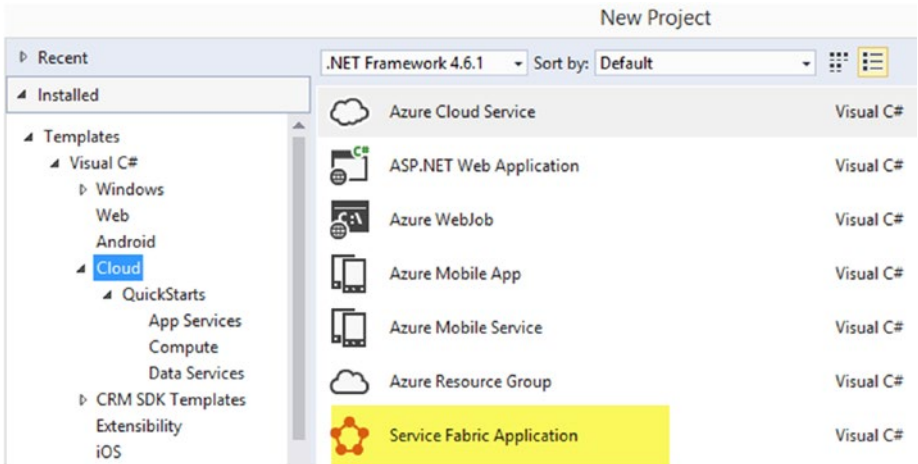 New Project
Recent
Installed
Templates
Visual C#
Windows
Web
Android
Cloud
QuickStarts
App Services
Compute
Data Services
CRM SDK Templates
Extensibility
iOS
.NET Framework 4.6.1 Sort by: Default
Azure Cloud Service Visual C#
ASP.NET Web Application Visual C#
Azure WebJob Visual C#
Azure Mobile App Visual C#
Azure Mobile Service Visual C#
Azure Resource Group Visual C#
Service Fabric Application Visual C#